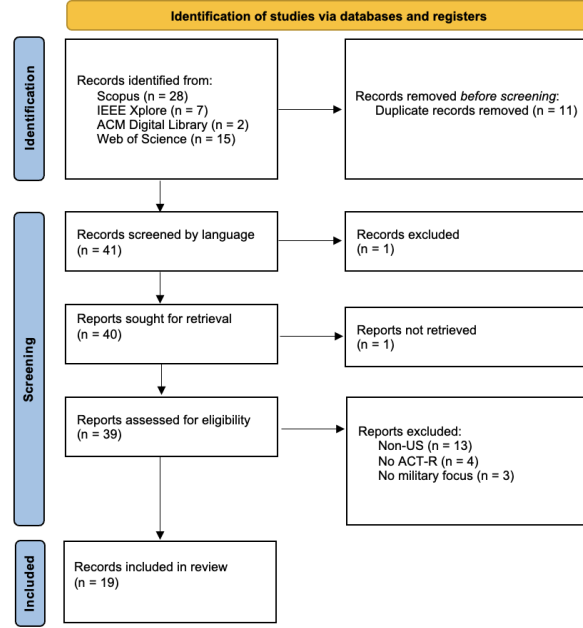 Identification of studies via databases and registers
Identification
Records identified from:
Scopus (n = 28)
IEEE Xplore (n = 7)
ACM Digital Library (n = 2)
Web of Science (n = 15)
Records removed before screening:
Duplicate records removed (n = 11)
Screening
Records screened by language
(n = 41)
Records excluded
(n = 1)
Reports sought for retrieval
(n = 40)
Reports not retrieved
(n = 1)
Reports assessed for eligibility
(n = 39)
Reports excluded:
Non-US (n = 13)
No ACT-R (n = 4)
No military focus (n = 3)
Included
Records included in review
(n = 19)